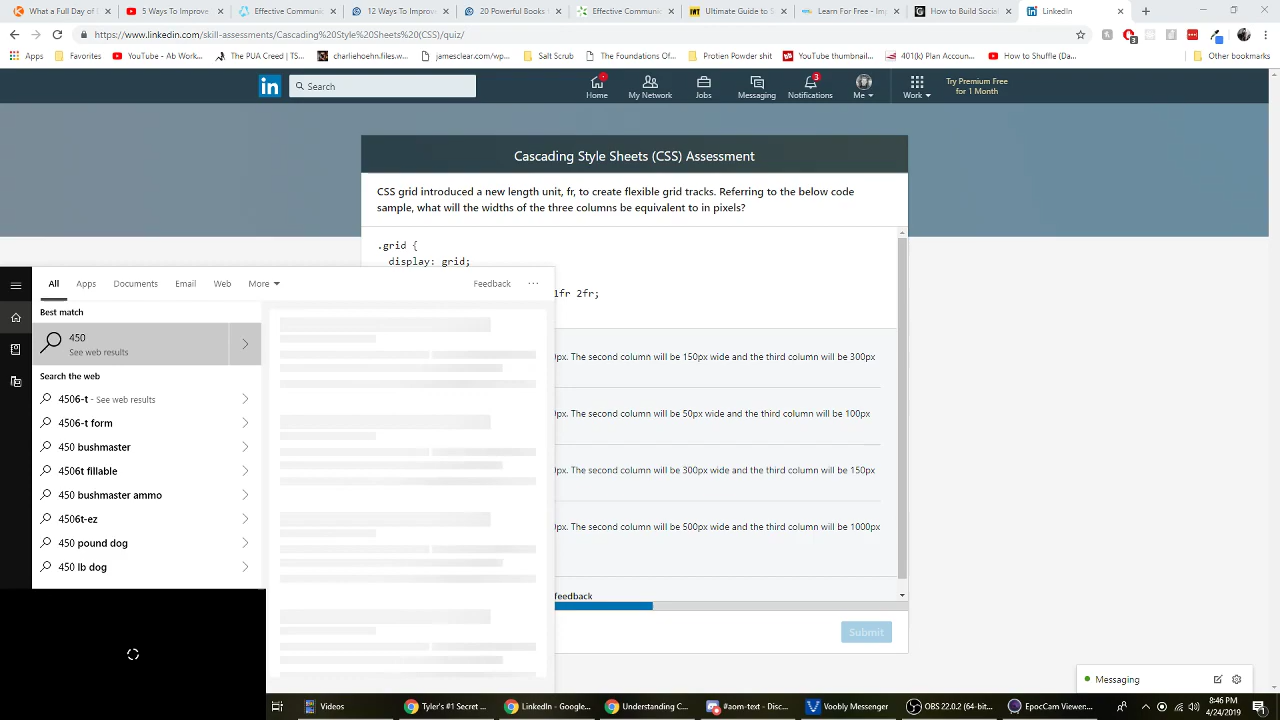 What a Full Day of
5 Ways To Improve
Effective Communic
12 Ways To Improve
20 Powerful Books
Effective Communic
Ultimate Guide to S
Learn For Free - Imp
How to Build Social
LinkedIn
https://www.linkedin.com/skill-assessments/Cascading%20Style%20Sheets%20(CSS)/quiz/
3
Apps
Favorites
YouTube - Ab Work...
The PUA Creed | T...
charliehoehn.files.w...
jamesclear.com/wp...
Salt Scrub
The Foundations Of...
Protien Powder shit
YouTube Video Ma...
401(k) Plan Accoun...
How to Shuffle (Da...
Other bookmarks
in
Search
Home
My Network
Jobs
Messaging
3
Notifications
Me
Work
Try Premium Free
for 1 Month
Cascading Style Sheets (CSS) Assessment
CSS grid introduced a new length unit, fr, to create flexible grid tracks. Referring to the below code
sample, what will the widths of the three columns be equivalent to in pixels?
.grid {
display: grid;
1fr 2fr;
px. The second column will be 150px wide and the third column will be 300px
px. The second column will be 50px wide and the third column will be 100px
px. The second column will be 300px wide and the third column will be 150px
px. The second column will be 500px wide and the third column will be 1000px
feedback
Submit
All
Apps
Documents
Email
Web
More
Feedback
Best match
450
See web results
Search the web
4506-t - See web results
4506-t form
450 bushmaster
4506t fillable
450 bushmaster ammo
4506t-ez
450 pound dog
450 lb dog
Messaging
Videos
Tyler's #1 Secret ...
LinkedIn - Google...
Understanding C...
#aom-text - Disc...
Voobly Messenger
OBS 22.0.2 (64-bit...
EpocCam Viewer...
8:46 PM
4/24/2019